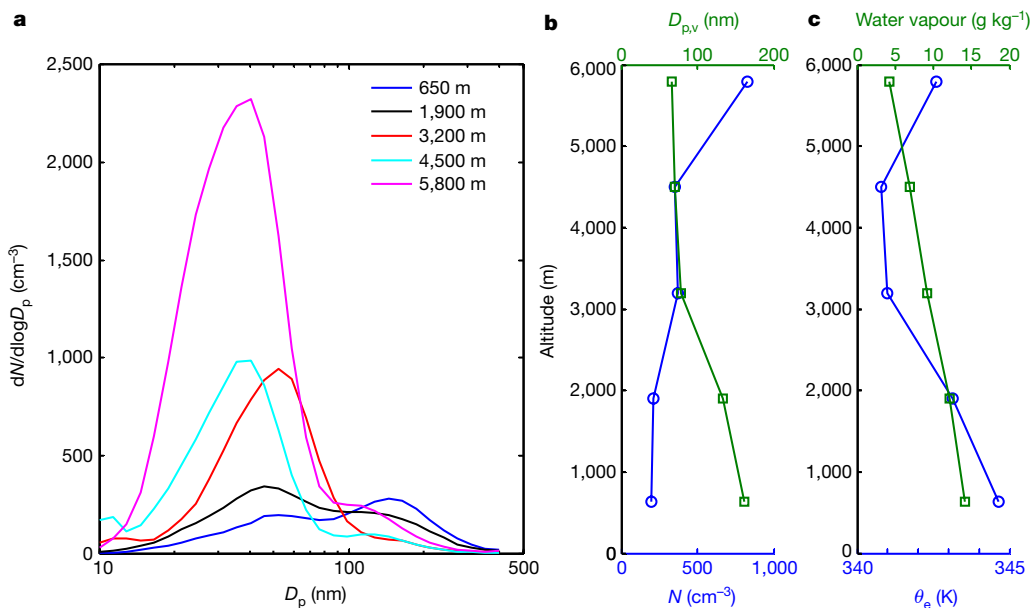 a
2,500
2,000
1,500
1,000
500
0
dN/dlogDp (cm−3)
10
100
500
Dp (nm)
650 m
1,900 m
3,200 m
4,500 m
5,800 m
b
Dp,v (nm)
0
100
200
6,000
5,000
4,000
3,000
2,000
1,000
0
Altitude (m)
0
500
1,000
N (cm−3)
c
Water vapour (g kg−1)
0
5
10
15
20
6,000
5,000
4,000
3,000
2,000
1,000
0
340
345
θe (K)